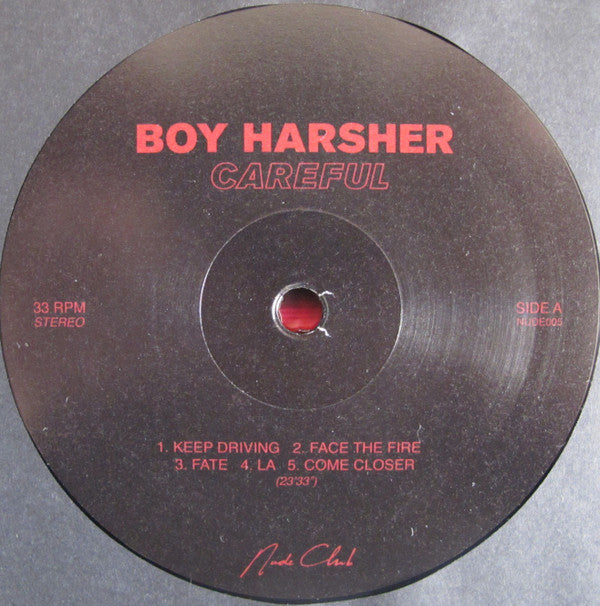 BOY HARSHER
CAREFUL
33 RPM
STEREO
SIDE A
NUDE005
1. KEEP DRIVING 2. FACE THE FIRE
3. FATE 4. LA 5. COME CLOSER
(23'33")
Nude Club